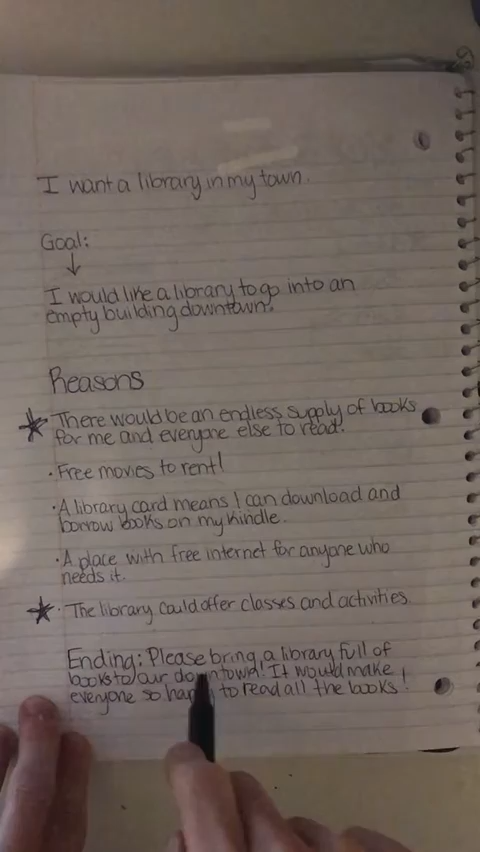 I want a library in my town.
Goal:
↓
I would like a library to go into an
empty building downtown.
Reasons
★ There would be an endless supply of books
for me and everyone else to read.
· Free movies to rent!
· A library card means I can download and
borrow books on my Kindle.
· A place with free internet for anyone who
needs it.
★ · The library could offer classes and activities.
Ending: Please bring a library full of
books to our downtown! It would make
everyone so to read all the books!